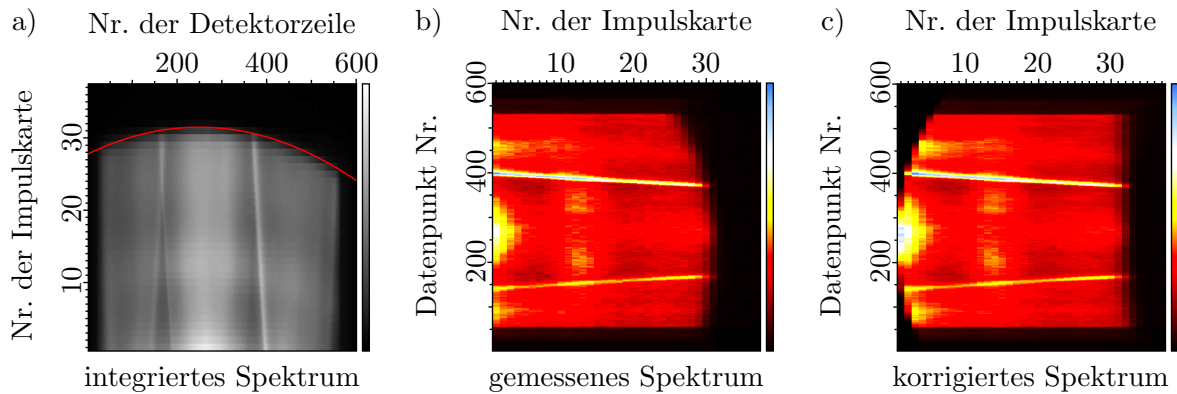 a)
Nr. der Detektorzeile
200 400 600
Nr. der Impulskarte
10 20 30
integriertes Spektrum
b)
Nr. der Impulskarte
10 20 30
Datenpunkt Nr.
200 400 600
gemessenes Spektrum
c)
Nr. der Impulskarte
10 20 30
Datenpunkt Nr.
200 400 600
korrigiertes Spektrum